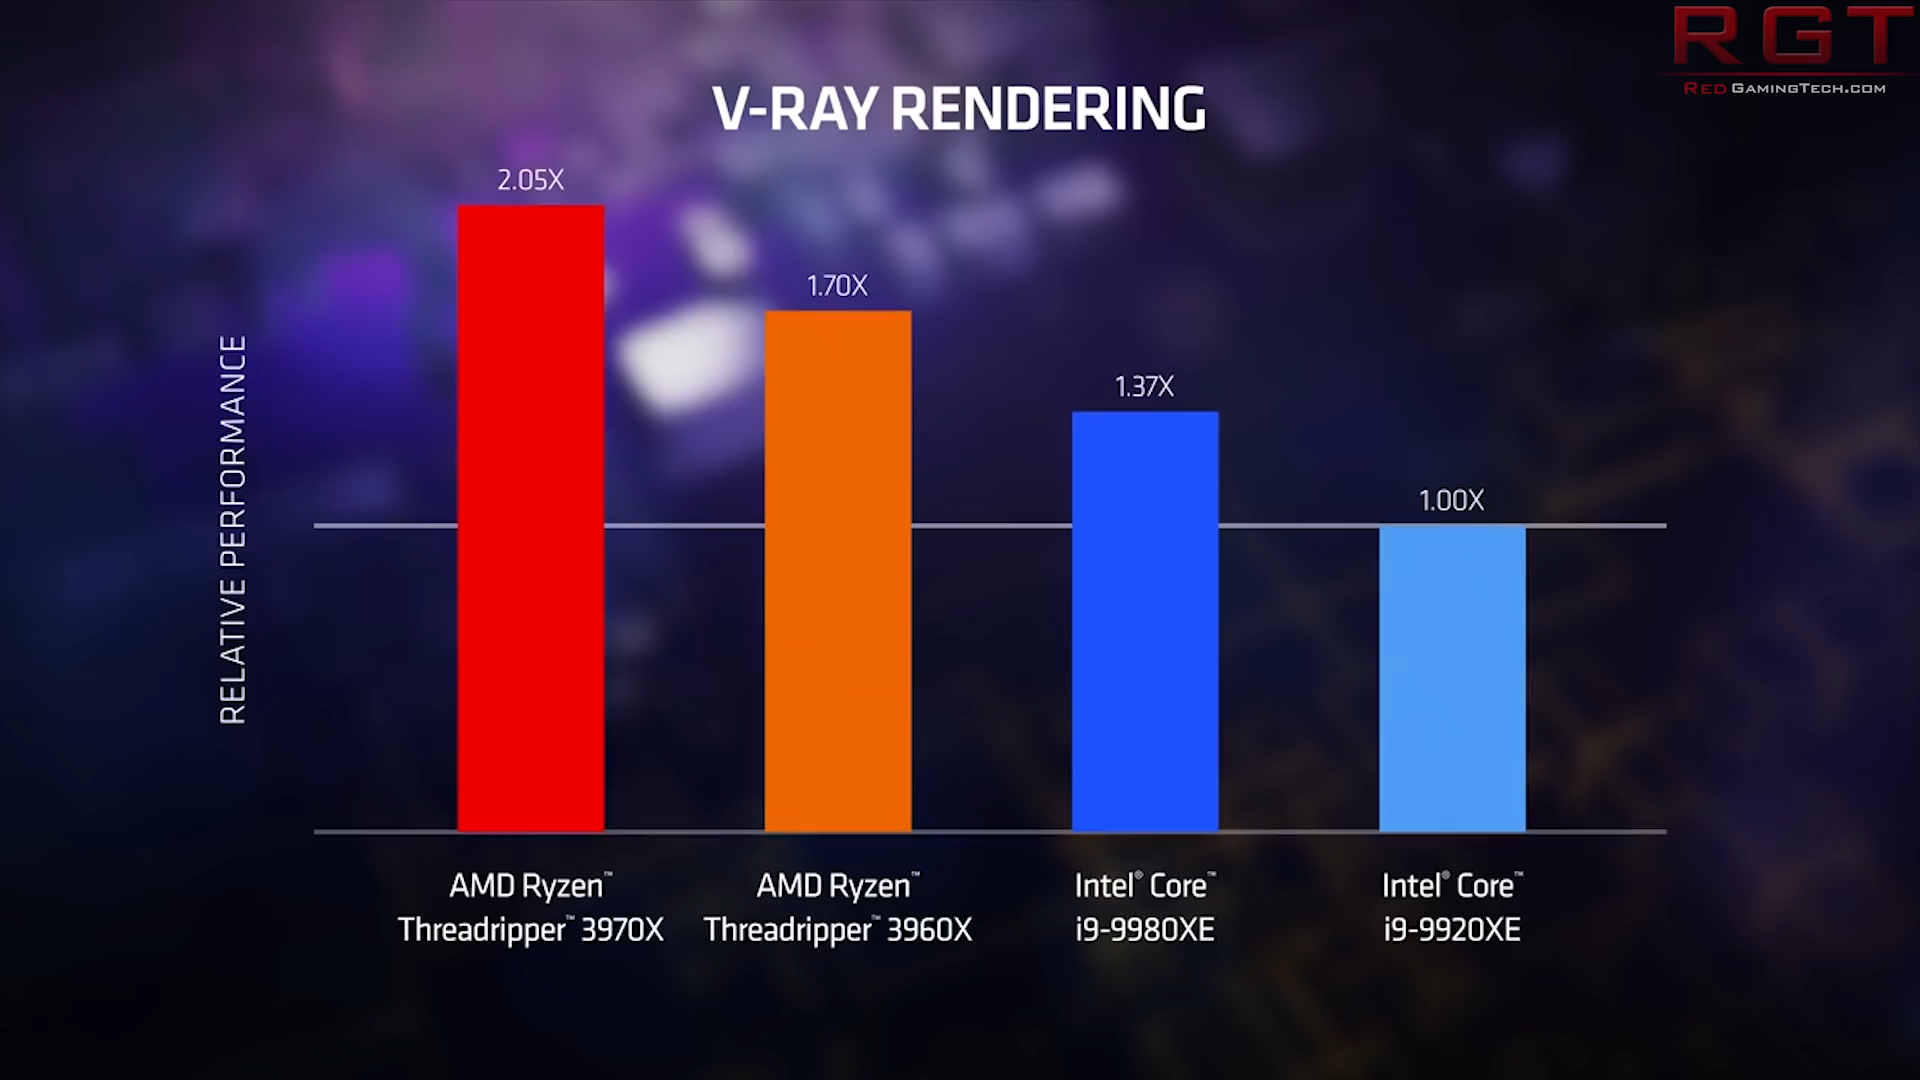 RGT
RED GAMINGTECH.COM
V-RAY RENDERING
2.05X
1.70X
1.37X
1.00X
RELATIVE PERFORMANCE
AMD Ryzen™
Threadripper™ 3970X
AMD Ryzen™
Threadripper™ 3960X
Intel® Core™
i9-9980XE
Intel® Core™
i9-9920XE